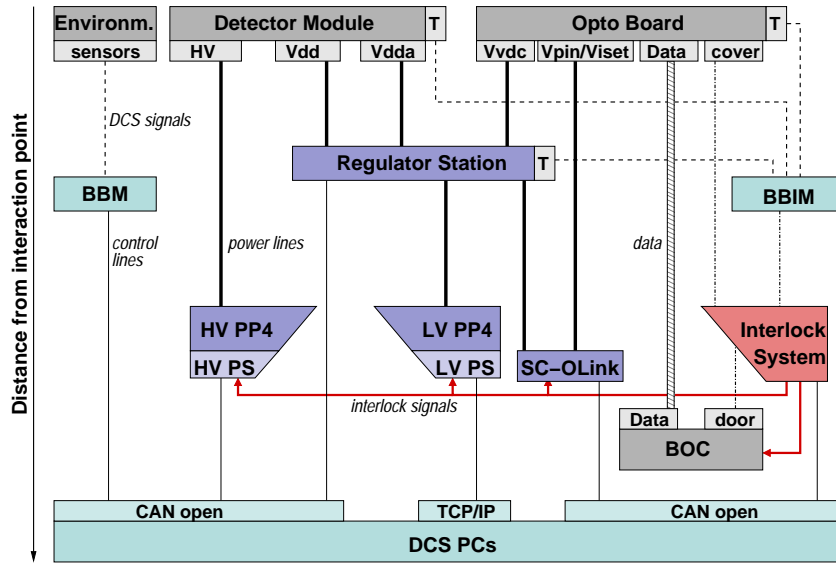 Environm.
Detector Module
T
Opto Board
T
sensors
HV
Vdd
Vdda
Vvdc
Vpin/Viset
Data
cover
DCS signals
Regulator Station
T
BBM
BBIM
control
lines
power lines
data
HV PP4
LV PP4
Interlock
System
HV PS
LV PS
SC−OLink
interlock signals
Data
door
BOC
CAN open
TCP/IP
CAN open
DCS PCs
Distance from interaction point